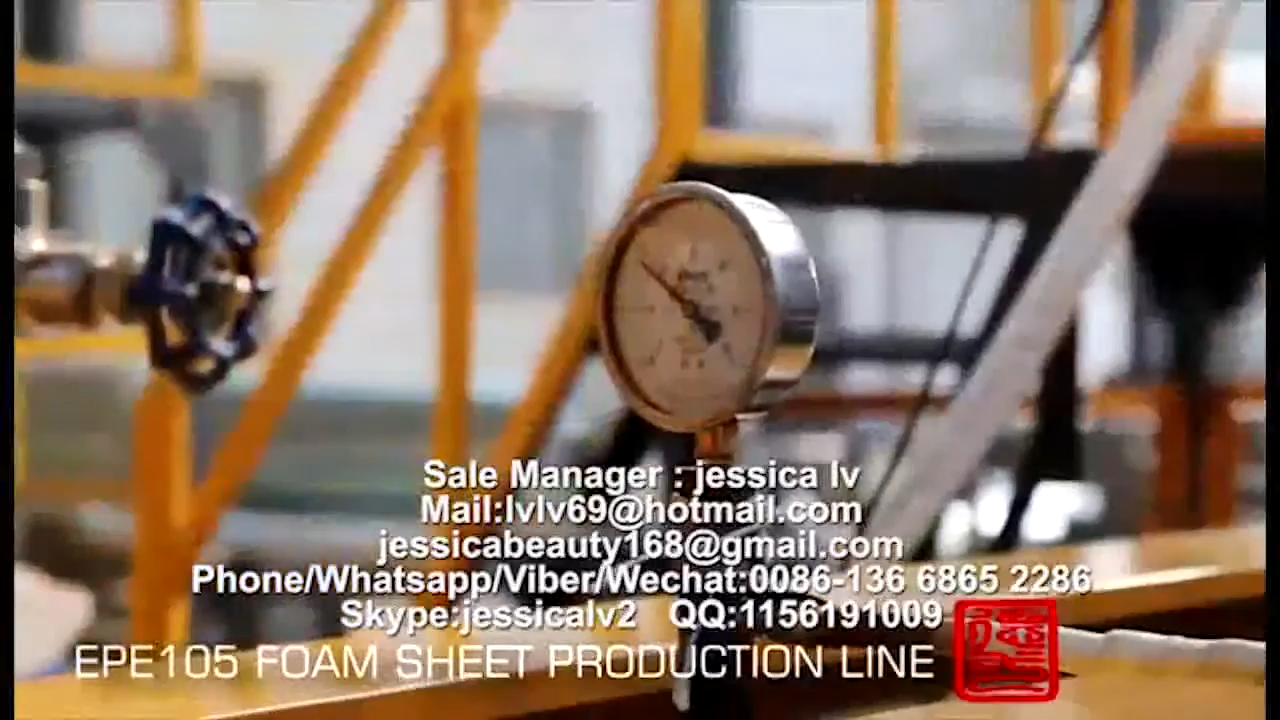 Sale Manager : jessica lv
Mail:lvlv69@hotmail.com
jessicabeauty168@gmail.com
Phone/Whatsapp/Viber/Wechat:0086-136 6865 2286
Skype:jessicalv2 QQ:1156191009
EPE105 FOAM SHEET PRODUCTION LINE